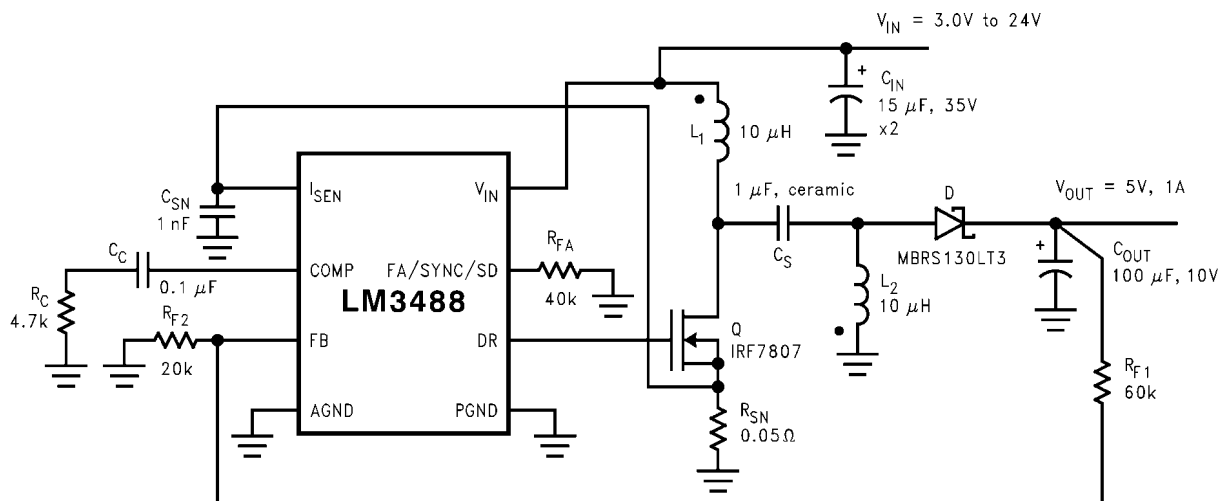 V_IN = 3.0V to 24V
+
C_IN
15 µF, 35V
x2
L_1
10 µH
I_SEN
V_IN
C_SN
1 nF
1 µF, ceramic
D
V_OUT = 5V, 1A
C_C
R_FA
C_S
MBRS130LT3
+
C_OUT
100 µF, 10V
COMP
FA/SYNC/SD
0.1 µF
40k
L_2
10 µH
R_C
4.7k
LM3488
R_F2
20k
FB
DR
Q
IRF7807
R_F1
60k
AGND
PGND
R_SN
0.05Ω